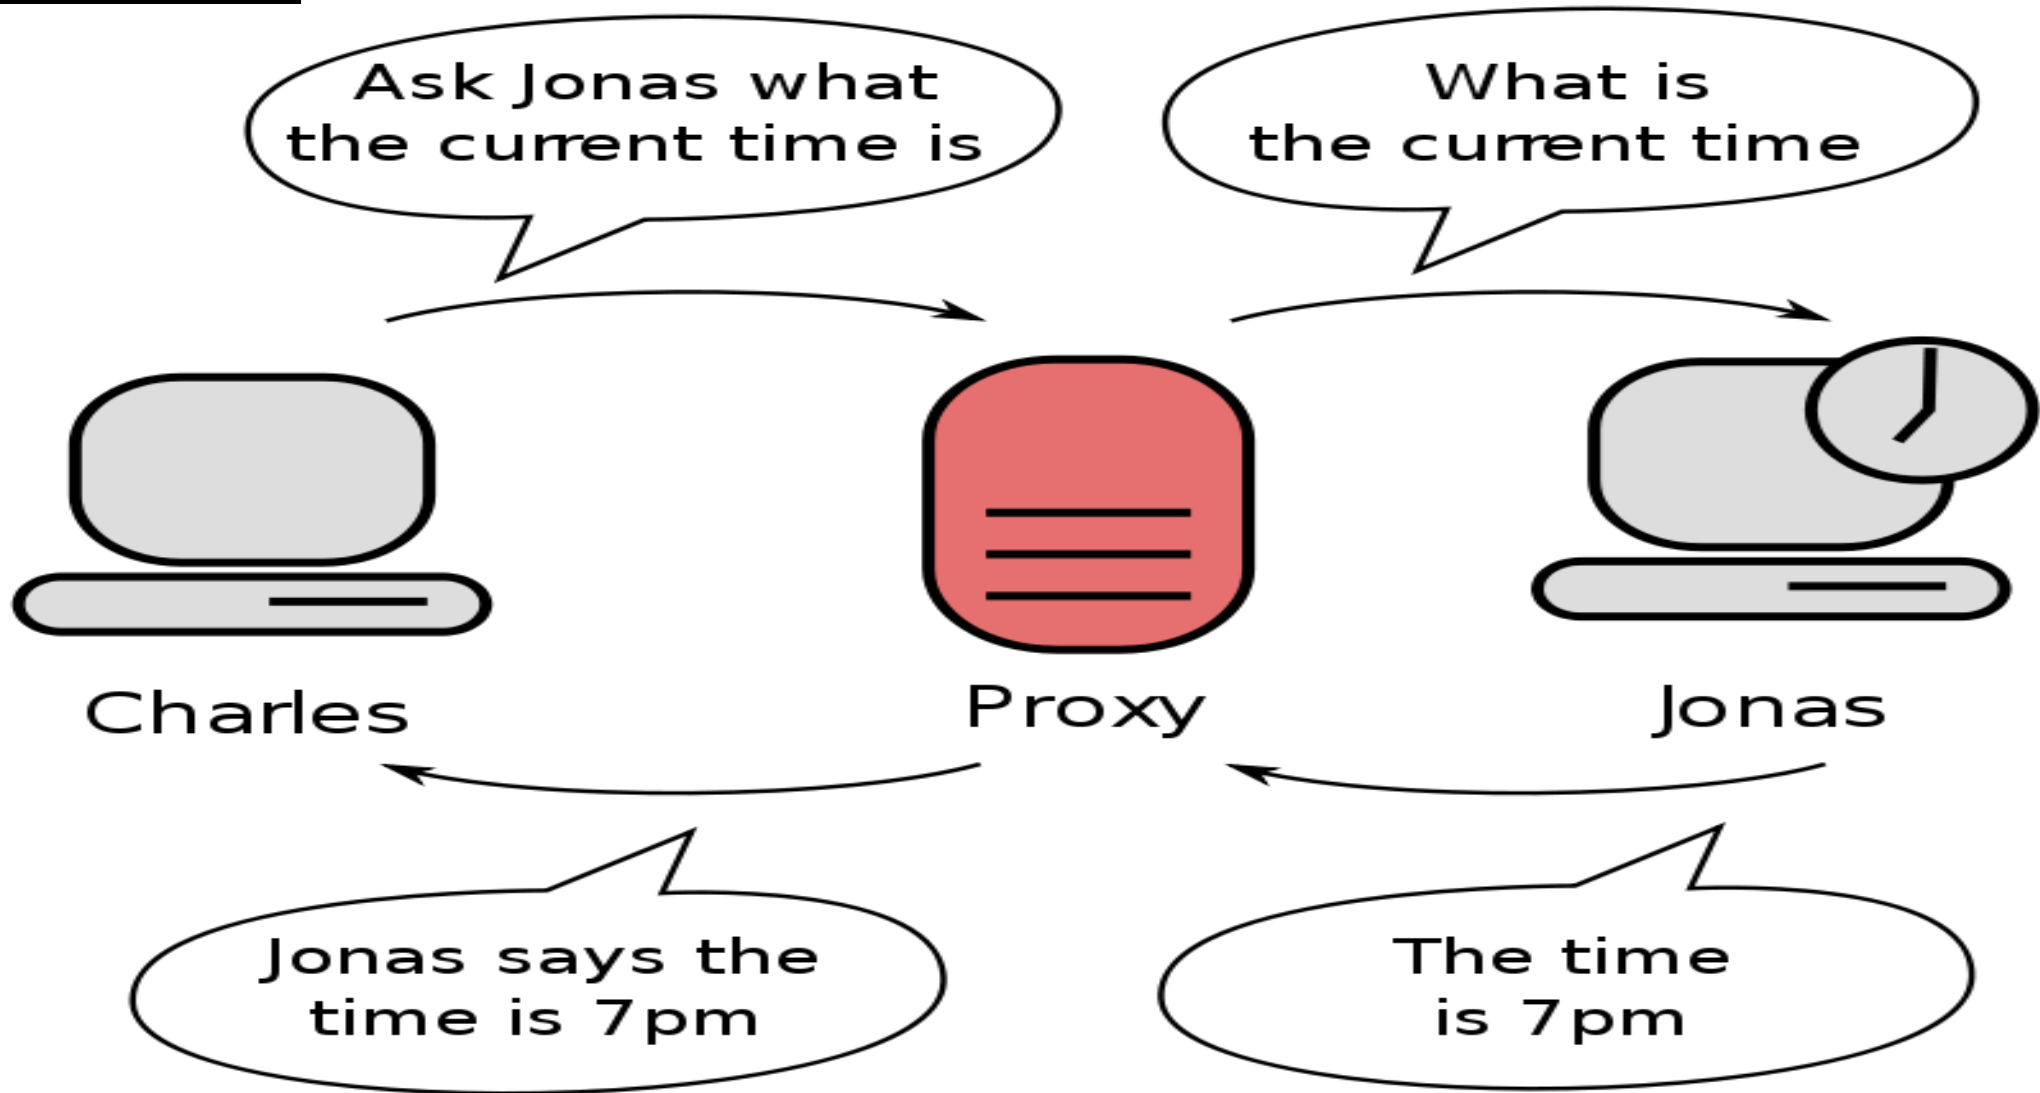 Ask Jonas what
the current time is
What is
the current time
Charles
Proxy
Jonas
Jonas says the
time is 7pm
The time
is 7pm